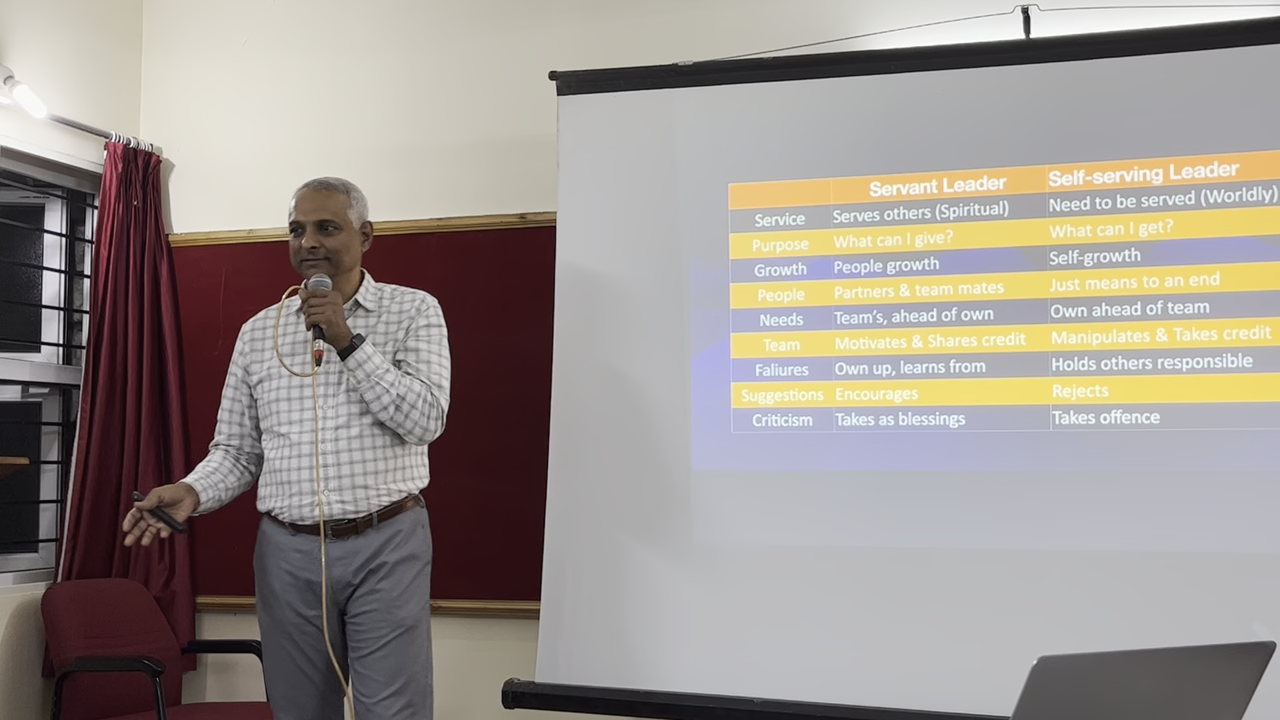 Servant Leader Self-serving Leader
Service Serves others (Spiritual) Need to be served (Worldly)
Purpose What can I give? What can I get?
Growth People growth Self-growth
People Partners & team mates Just means to an end
Needs Team's, ahead of own Own ahead of team
Team Motivates & Shares credit Manipulates & Takes credit
Faliures Own up, learns from Holds others responsible
Suggestions Encourages Rejects
Criticism Takes as blessings Takes offence